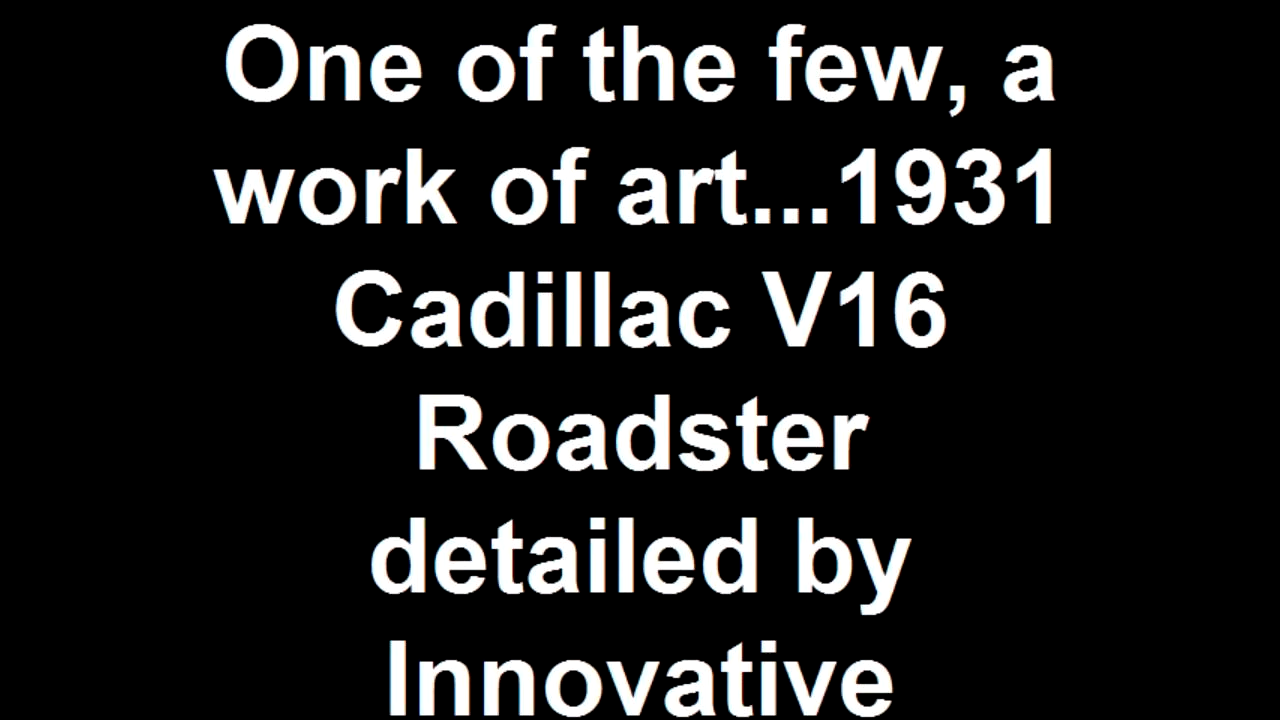 One of the few, a
work of art...1931
Cadillac V16
Roadster
detailed by
Innovative